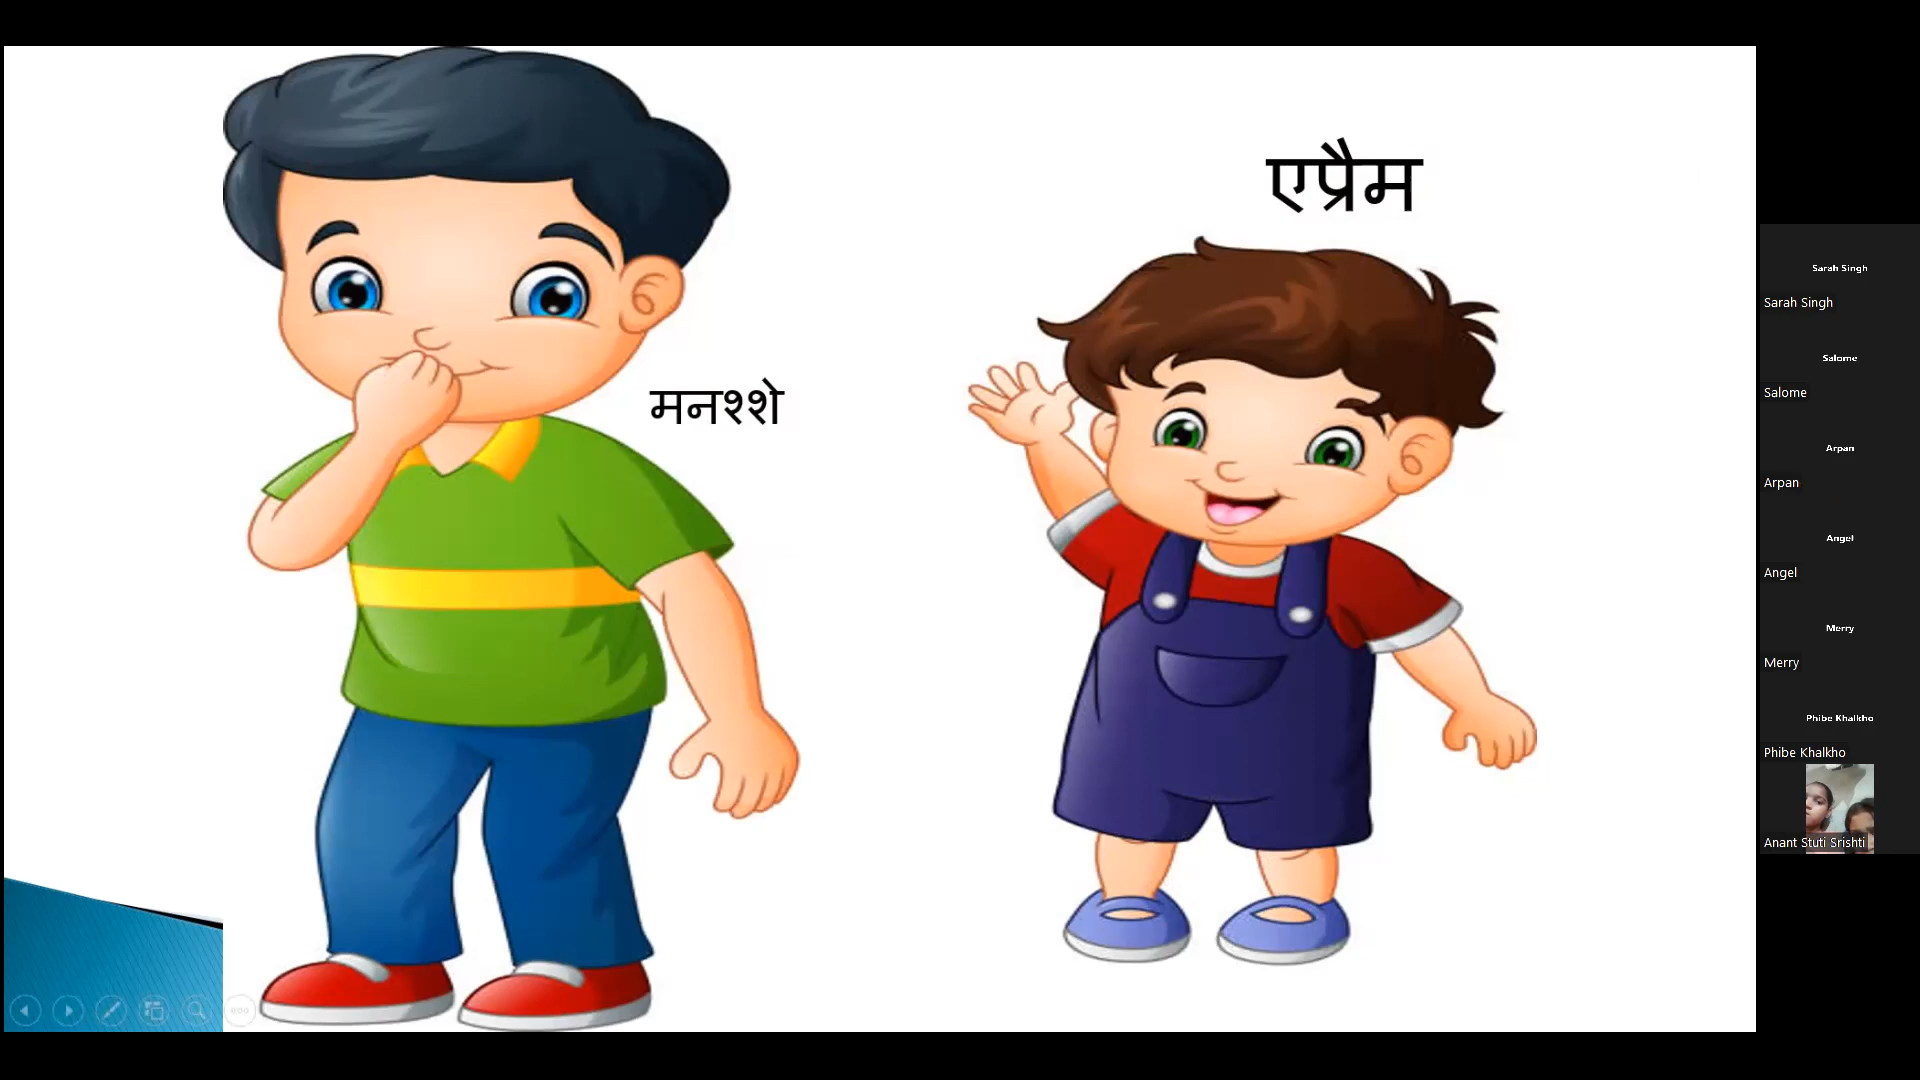 एप्रैम
मनश्शे
Sarah Singh
Sarah Singh
Salome
Salome
Arpan
Arpan
Angel
Angel
Merry
Merry
Phibe Khalkho
Phibe Khalkho
Anant Stuti Srishti